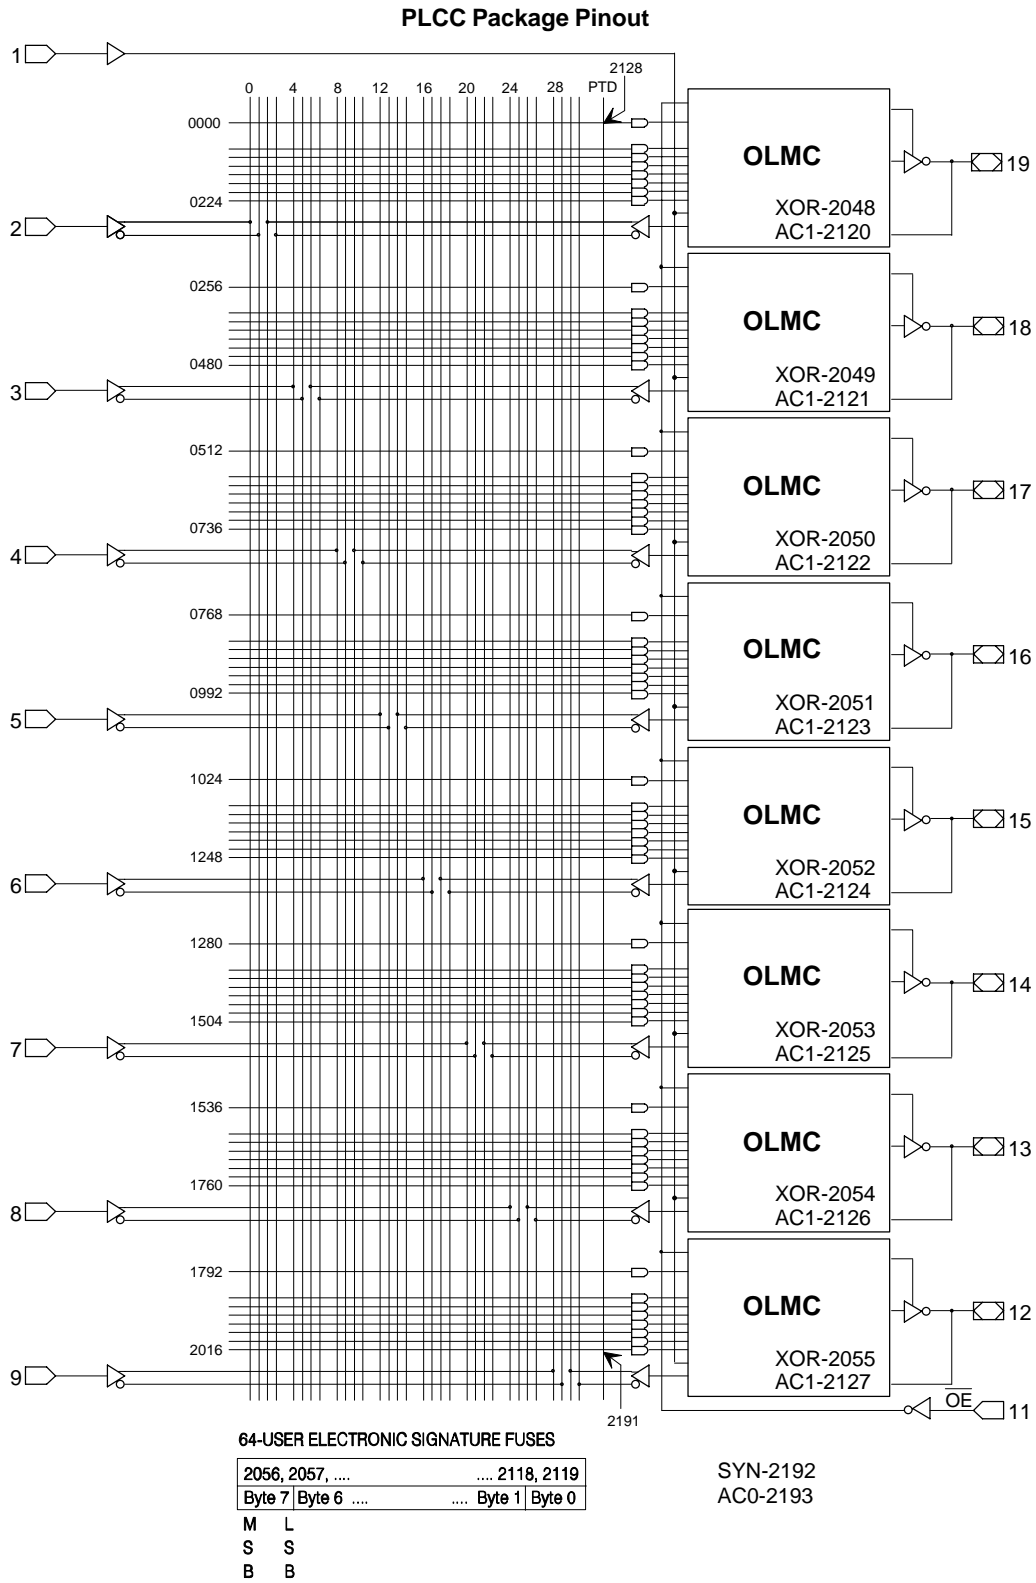 PLCC Package Pinout
1
2128
0 4 8 12 16 20 24 28 PTD
0000
OLMC
19
0224
XOR-2048
2
AC1-2120
0256
OLMC
18
0480
XOR-2049
3
AC1-2121
0512
OLMC
17
0736
XOR-2050
4
AC1-2122
0768
OLMC
16
0992
XOR-2051
5
AC1-2123
1024
OLMC
15
1248
XOR-2052
6
AC1-2124
1280
OLMC
14
1504
XOR-2053
7
AC1-2125
1536
OLMC
13
1760
XOR-2054
8
AC1-2126
1792
OLMC
12
2016
XOR-2055
9
AC1-2127
OE
11
2191
64-USER ELECTRONIC SIGNATURE FUSES
2056, 2057, .... .... 2118, 2119
Byte 7 Byte 6 .... .... Byte 1 Byte 0
M L
S S
B B
SYN-2192
AC0-2193